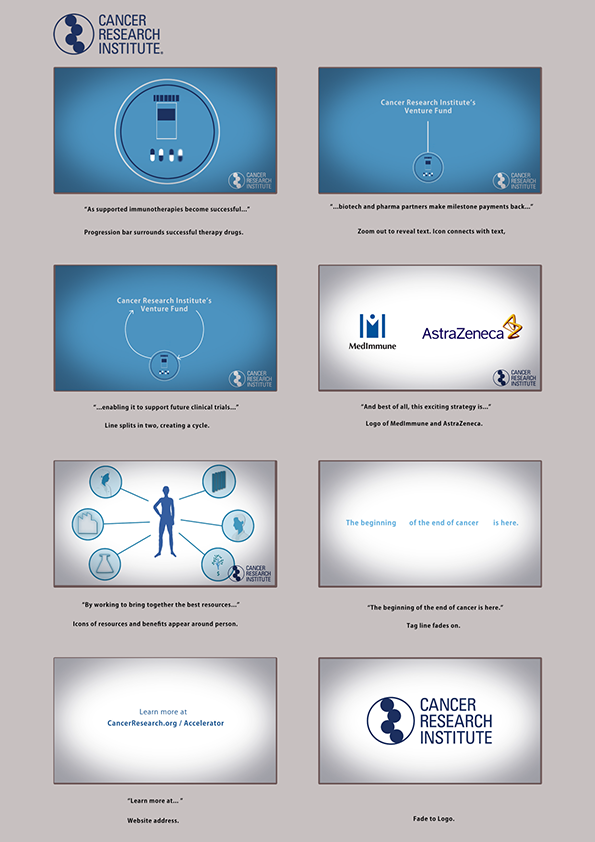 CANCER
RESEARCH
INSTITUTE.
CANCER
RESEARCH
INSTITUTE
"As supported immunotherapies become successful..."
Progression bar surrounds successful therapy drugs.
Cancer Research Institute's
Venture Fund
CANCER
RESEARCH
INSTITUTE
"...biotech and pharma partners make milestone payments back..."
Zoom out to reveal text. Icon connects with text,
Cancer Research Institute's
Venture Fund
CANCER
RESEARCH
INSTITUTE
"...enabling it to support future clinical trials..."
Line splits in two, creating a cycle.
MedImmune
AstraZeneca
CANCER
RESEARCH
INSTITUTE
"And best of all, this exciting strategy is..."
Logo of MedImmune and AstraZeneca.
$
CANCER
RESEARCH
INSTITUTE
"By working to bring together the best resources..."
Icons of resources and benefits appear around person.
The beginning of the end of cancer is here.
"The beginning of the end of cancer is here."
Tag line fades on.
Learn more at
CancerResearch.org / Accelerator
"Learn more at... "
Website address.
CANCER
RESEARCH
INSTITUTE
Fade to Logo.